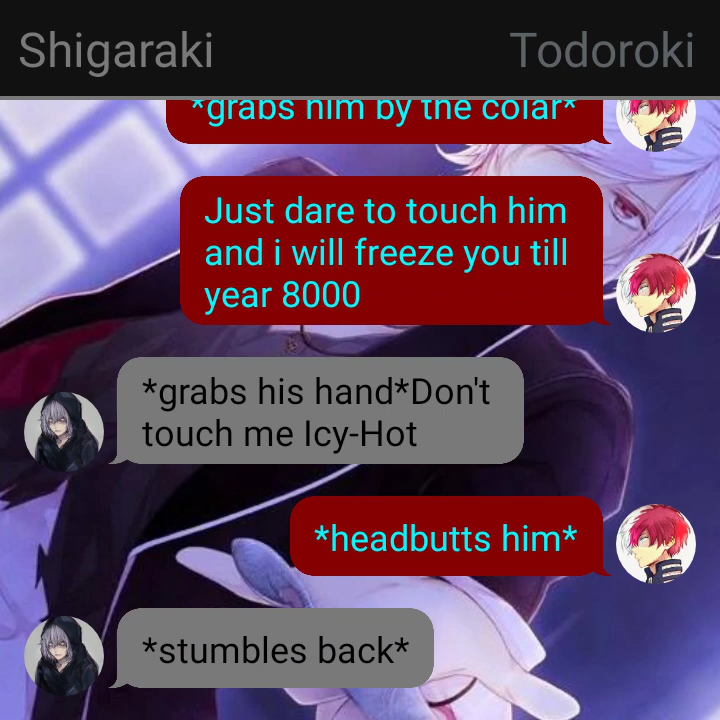 Shigaraki
Todoroki
*grabs him by the colar*
Just dare to touch him
and i will freeze you till
year 8000
*grabs his hand*Don't
touch me Icy-Hot
*headbutts him*
*stumbles back*